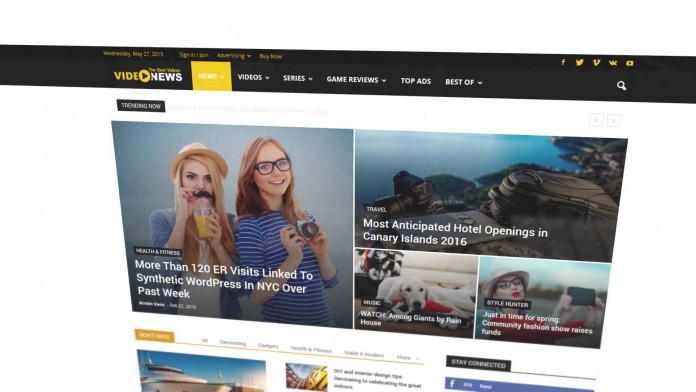 Wednesday, May 27, 2015 Sign in / Join Advertising Buy Now
The Best Videos
VIDEONEWS
NEWS VIDEOS SERIES GAME REVIEWS TOP ADS BEST OF
TRENDING NOW
HEALTH & FITNESS
More Than 120 ER Visits Linked To
Synthetic WordPress In NYC Over
Past Week
Armin Vans - Feb 22, 2015
TRAVEL
Most Anticipated Hotel Openings in
Canary Islands 2016
MUSIC
WATCH: Among Giants by Rain
House
STYLE HUNTER
Just in time for spring:
Community fashion show raises
funds
DON'T MISS All Decorating Gadgets Health & Fitness Make it modern More
DIY and interior design tips:
Decorating to celebrating the great
indoors
STAY CONNECTED
f 313 Fans